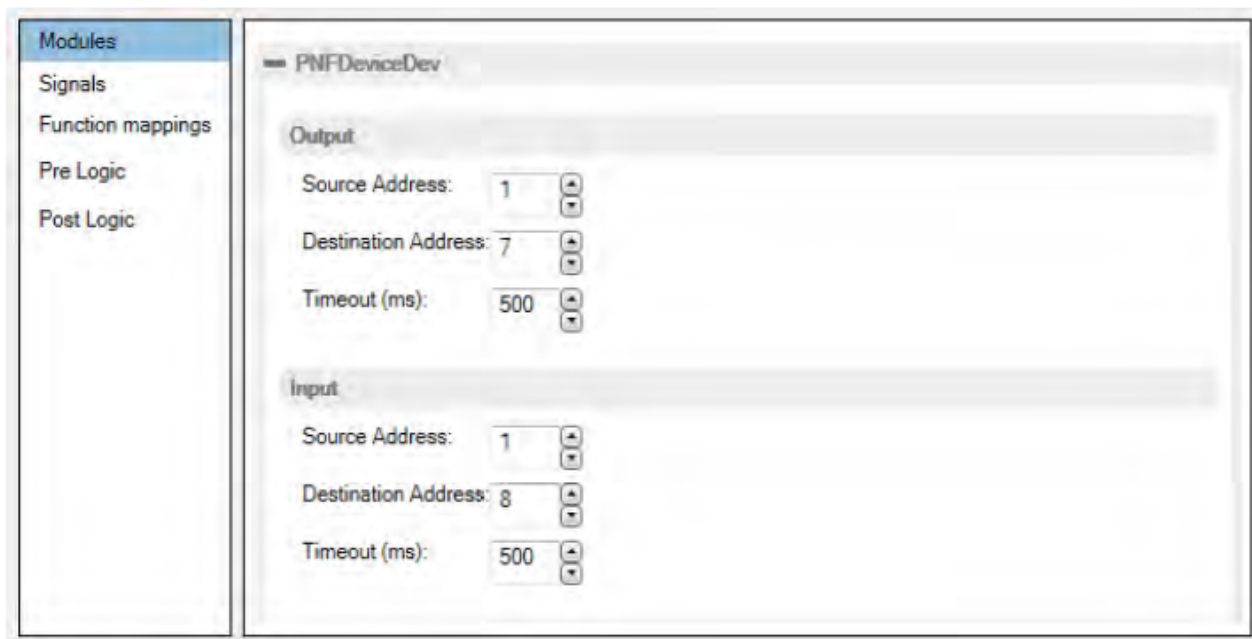 Modules
Signals
Function mappings
Pre Logic
Post Logic
PNFDeviceDev
Output
Source Address: 1
Destination Address: 7
Timeout (ms): 500
Input
Source Address: 1
Destination Address: 8
Timeout (ms): 500